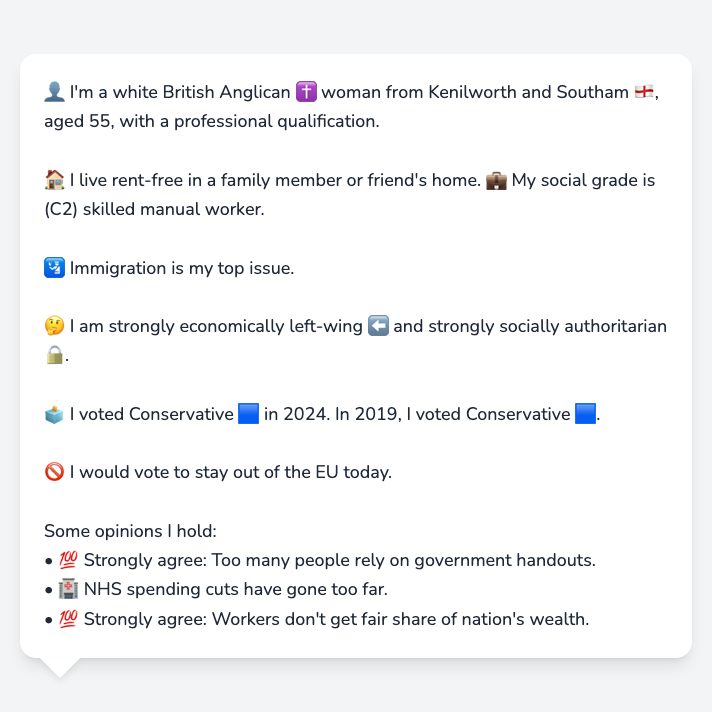 👤 I'm a white British Anglican ✝️ woman from Kenilworth and Southam 🏴󠁧󠁢󠁥󠁮󠁧󠁿,
aged 55, with a professional qualification.
🏠 I live rent-free in a family member or friend's home. 💼 My social grade is
(C2) skilled manual worker.
🛂 Immigration is my top issue.
🤔 I am strongly economically left-wing ⬅️ and strongly socially authoritarian
🔒.
🗳️ I voted Conservative 🟦 in 2024. In 2019, I voted Conservative 🟦.
🚫 I would vote to stay out of the EU today.
Some opinions I hold:
• 💯 Strongly agree: Too many people rely on government handouts.
• 🏥 NHS spending cuts have gone too far.
• 💯 Strongly agree: Workers don't get fair share of nation's wealth.